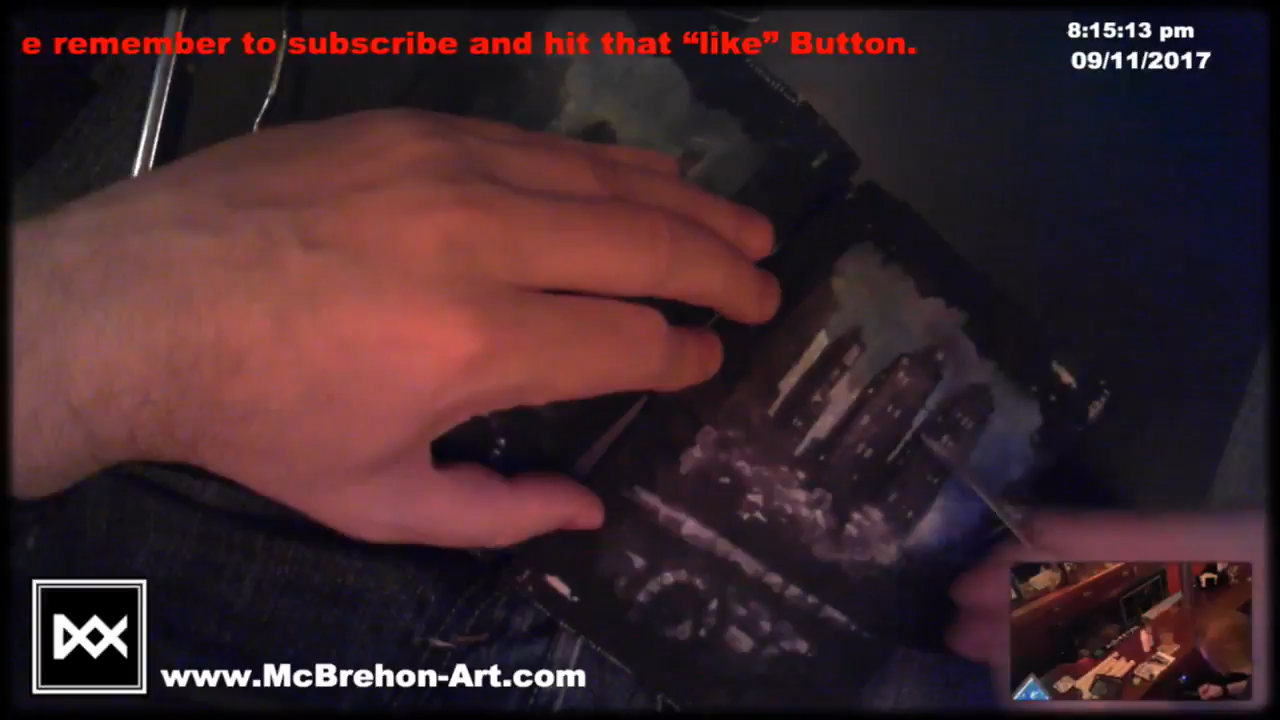 e remember to subscribe and hit that “like” Button.
8:15:13 pm
09/11/2017
www.McBrehon-Art.com